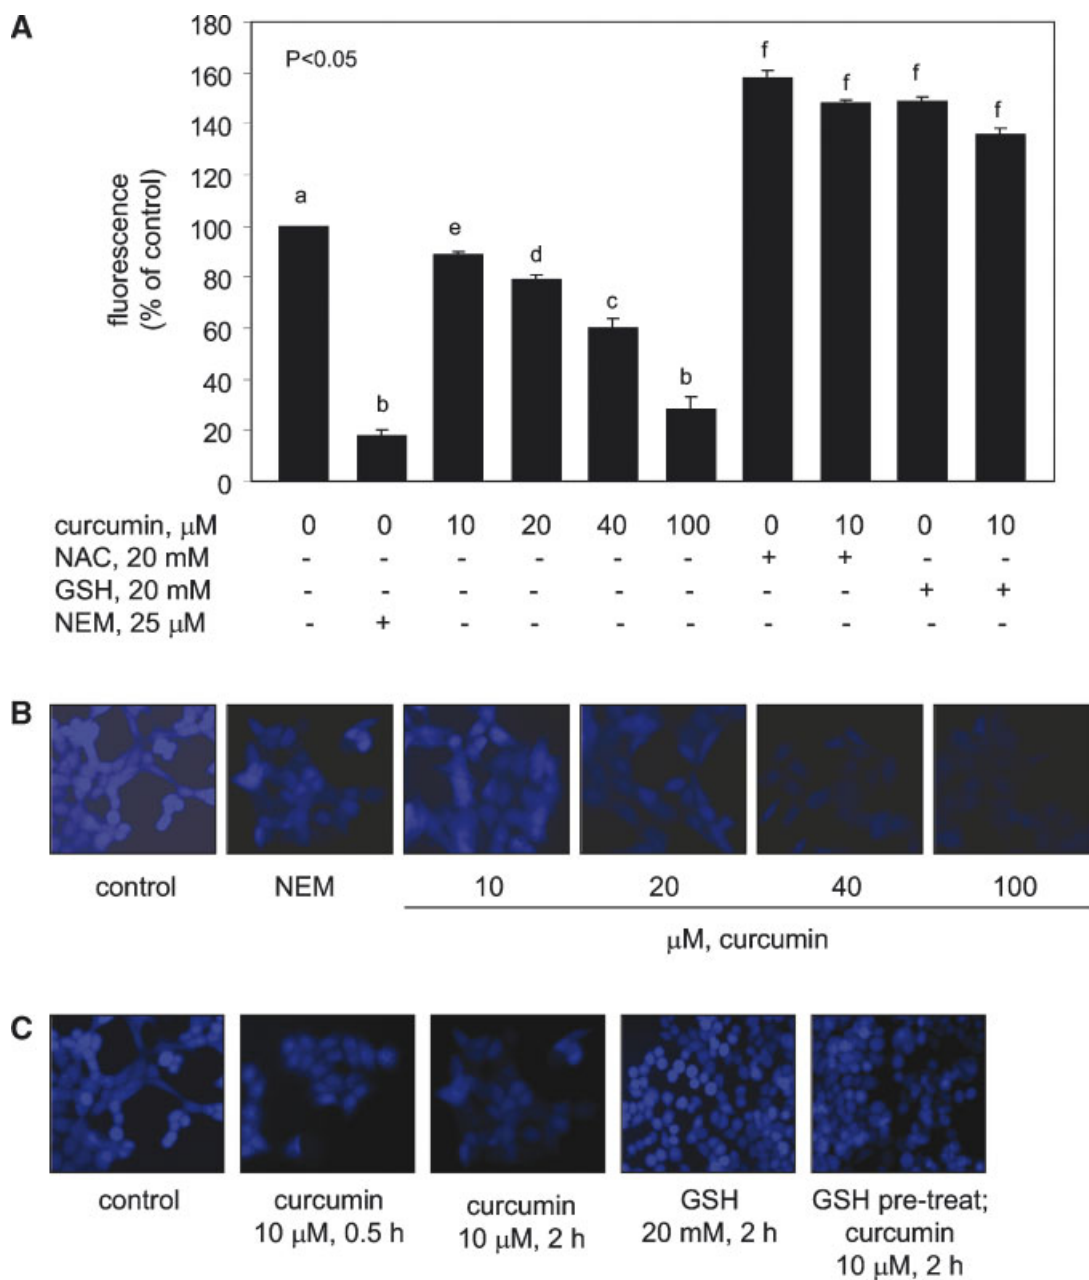 A
180
160
140
120
100
80
60
40
20
0
fluorescence
(% of control)
P<0.05
a
b
e
d
c
b
f
f
f
f
curcumin, μM 0 0 10 20 40 100 0 10 0 10
NAC, 20 mM - - - - - - + + - -
GSH, 20 mM - - - - - - - - + +
NEM, 25 μM - + - - - - - - - -
B
control NEM 10 20 40 100
μM, curcumin
C
control curcumin curcumin GSH GSH pre-treat;
10 μM, 0.5 h 10 μM, 2 h 20 mM, 2 h curcumin
10 μM, 2 h